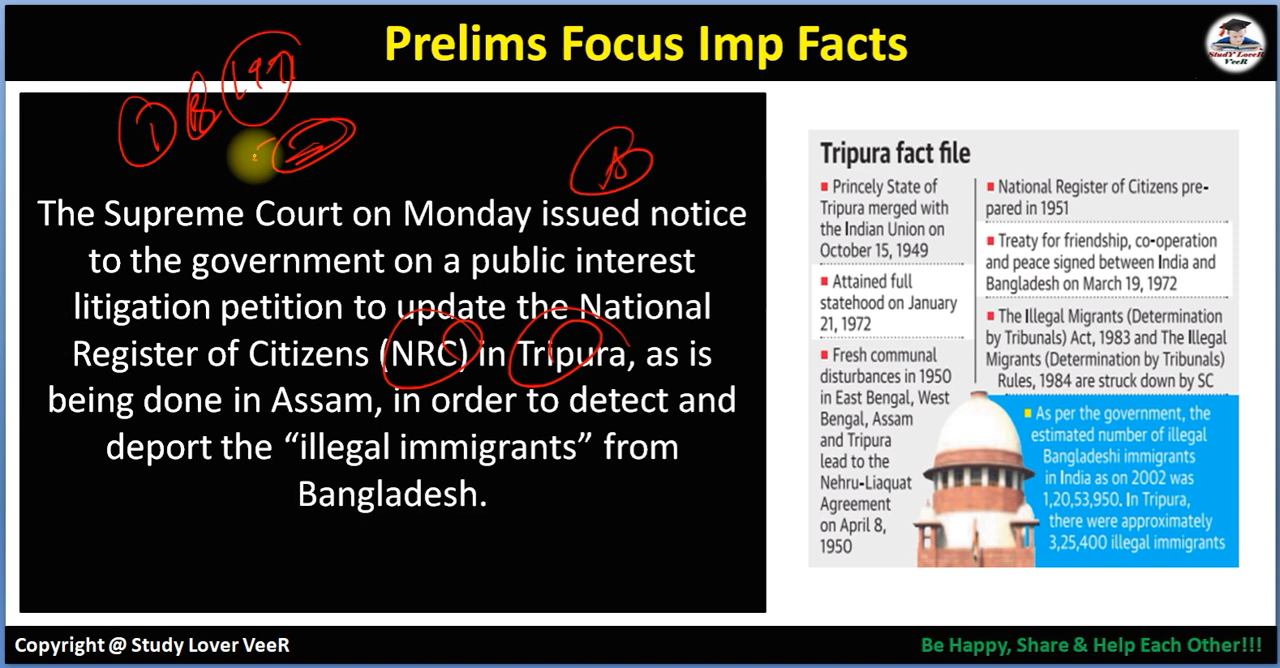 Prelims Focus Imp Facts
StudY LoveR
VeeR
The Supreme Court on Monday issued notice
to the government on a public interest
litigation petition to update the National
Register of Citizens (NRC) in Tripura, as is
being done in Assam, in order to detect and
deport the “illegal immigrants” from
Bangladesh.
Tripura fact file
Princely State of
Tripura merged with
the Indian Union on
October 15, 1949
Attained full
statehood on January
21, 1972
Fresh communal
disturbances in 1950
in East Bengal, West
Bengal, Assam
and Tripura
lead to the
Nehru-Liaquat
Agreement
on April 8,
1950
National Register of Citizens pre-
pared in 1951
Treaty for friendship, co-operation
and peace signed between India and
Bangladesh on March 19, 1972
The Illegal Migrants (Determination
by Tribunals) Act, 1983 and The Illegal
Migrants (Determination by Tribunals)
Rules, 1984 are struck down by SC
As per the government, the
estimated number of illegal
Bangladeshi immigrants
in India as on 2002 was
1,20,53,950. In Tripura,
there were approximately
3,25,400 illegal immigrants
Copyright @ Study Lover VeeR
Be Happy, Share & Help Each Other!!!